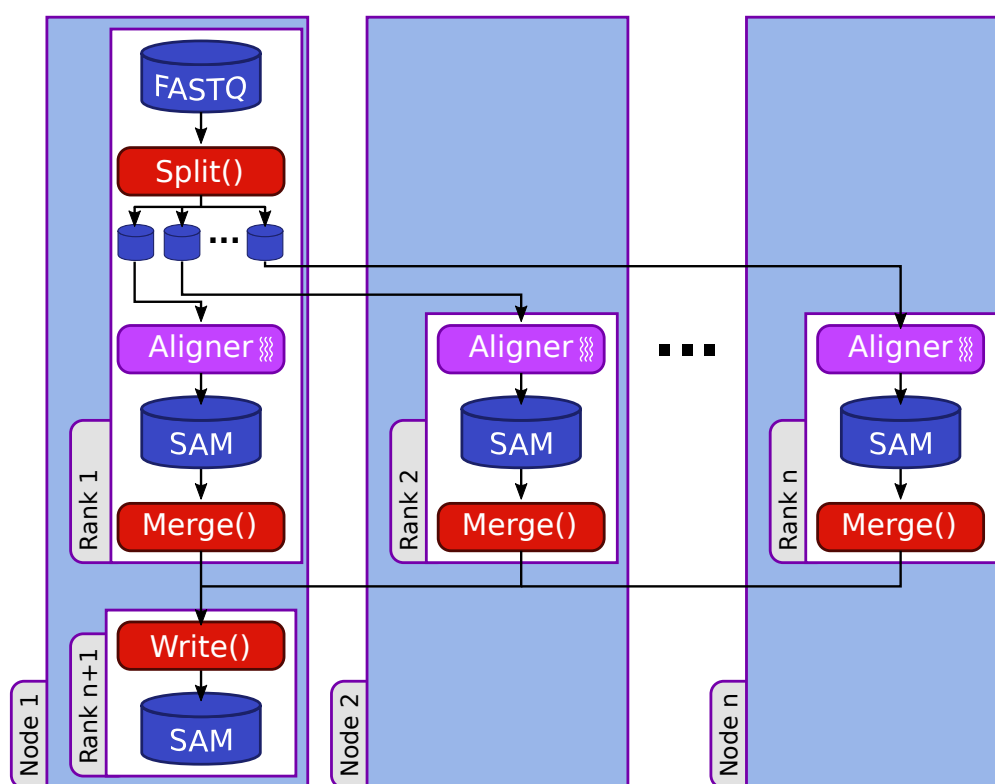 FASTQ
Split()
...
Aligner
Aligner
...
Aligner
SAM
SAM
SAM
Rank 1
Rank 2
Rank n
Merge()
Merge()
Merge()
Write()
Rank n+1
SAM
Node 1
Node 2
Node n